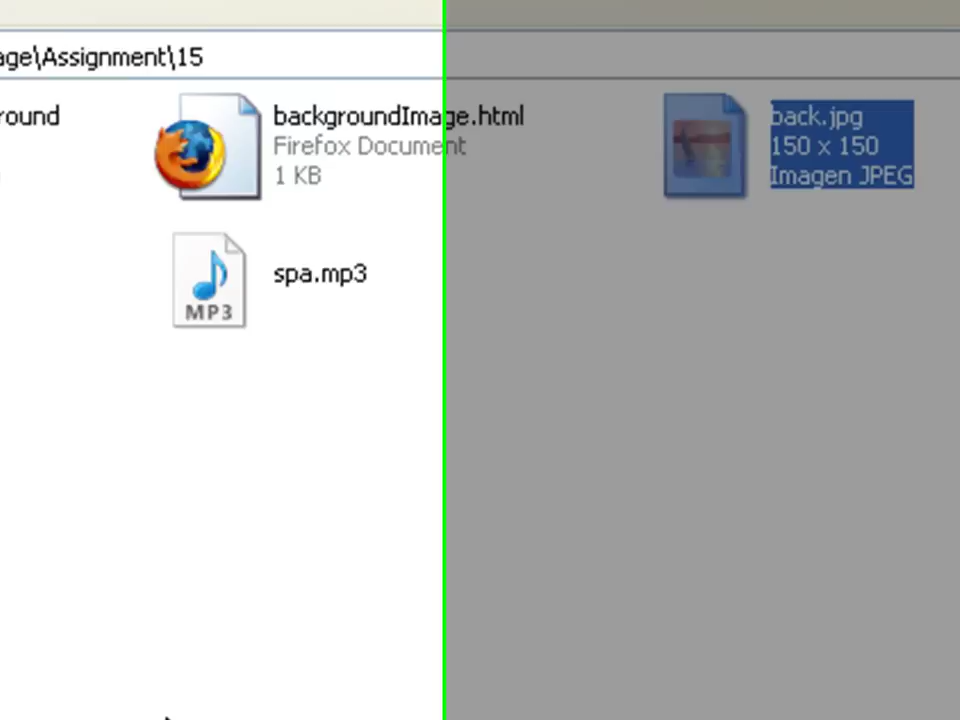 age\Assignment\15
round
backgroundImage.html
Firefox Document
1 KB
back.jpg
150 x 150
Imagen JPEG
MP3
spa.mp3